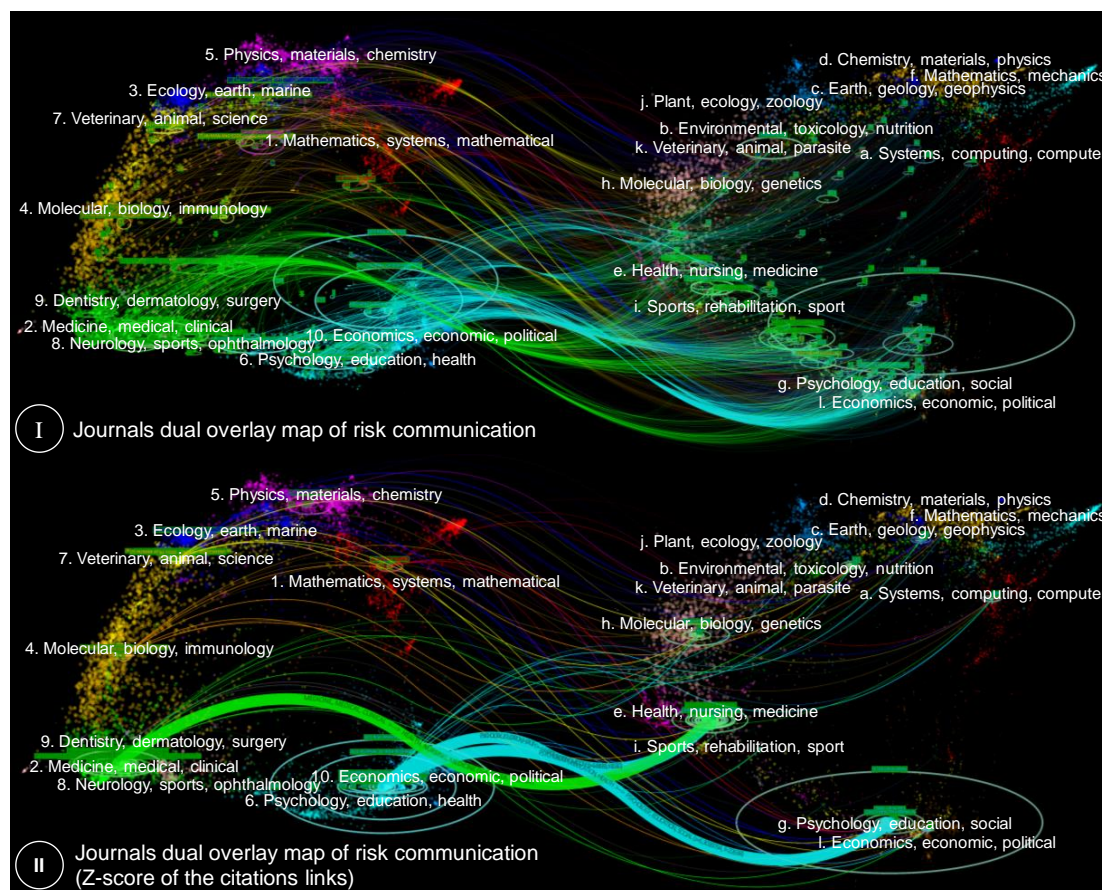 5. Physics, materials, chemistry
3. Ecology, earth, marine
7. Veterinary, animal, science
1. Mathematics, systems, mathematical
4. Molecular, biology, immunology
9. Dentistry, dermatology, surgery
2. Medicine, medical, clinical
8. Neurology, sports, ophthalmology
10. Economics, economic, political
6. Psychology, education, health
d. Chemistry, materials, physics
f. Mathematics, mechanics
c. Earth, geology, geophysics
j. Plant, ecology, zoology
b. Environmental, toxicology, nutrition
k. Veterinary, animal, parasite
a. Systems, computing, compute
h. Molecular, biology, genetics
e. Health, nursing, medicine
i. Sports, rehabilitation, sport
g. Psychology, education, social
l. Economics, economic, political
I Journals dual overlay map of risk communication
5. Physics, materials, chemistry
3. Ecology, earth, marine
7. Veterinary, animal, science
1. Mathematics, systems, mathematical
4. Molecular, biology, immunology
9. Dentistry, dermatology, surgery
2. Medicine, medical, clinical
8. Neurology, sports, ophthalmology
10. Economics, economic, political
6. Psychology, education, health
d. Chemistry, materials, physics
f. Mathematics, mechanics
c. Earth, geology, geophysics
j. Plant, ecology, zoology
b. Environmental, toxicology, nutrition
k. Veterinary, animal, parasite
a. Systems, computing, compute
h. Molecular, biology, genetics
e. Health, nursing, medicine
i. Sports, rehabilitation, sport
g. Psychology, education, social
l. Economics, economic, political
II Journals dual overlay map of risk communication
(Z-score of the citations links)